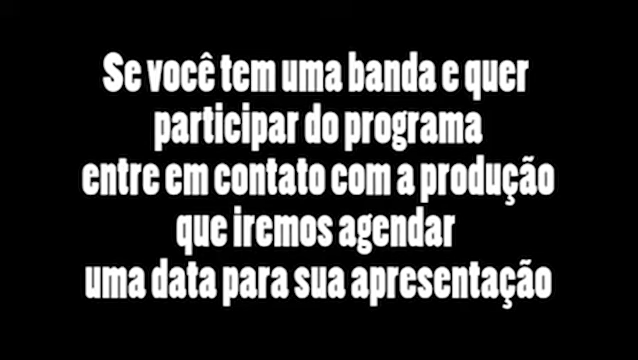 Se você tem uma banda e quer
participar do programa
entre em contato com a produção
que iremos agendar
uma data para sua apresentação